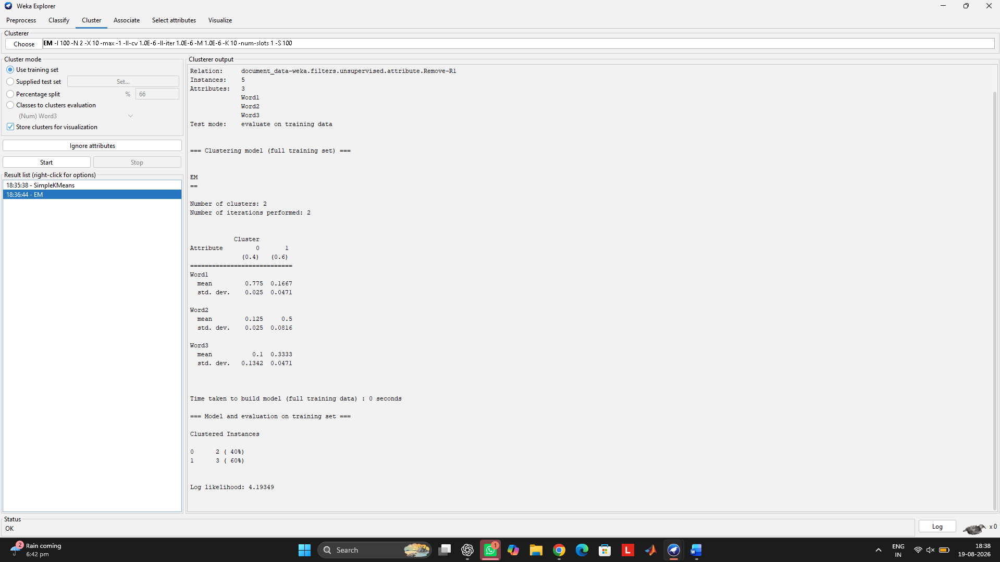 Weka Explorer
Preprocess Classify Cluster Associate Select attributes Visualize
Clusterer
Choose EM -I 100 -N 2 -X 10 -max -1 -ll-cv 1.0E-6 -ll-iter 1.0E-6 -M 1.0E-6 -K 10 -num-slots 1 -S 100
Cluster mode
Use training set
Supplied test set Set...
Percentage split % 66
Classes to clusters evaluation
(Num) Word3
Store clusters for visualization
Ignore attributes
Start Stop
Result list (right-click for options)
18:35:38 - SimpleKMeans
18:36:44 - EM
Clusterer output
Relation: document_data-weka.filters.unsupervised.attribute.Remove-R1
Instances: 5
Attributes: 3
Word1
Word2
Word3
Test mode: evaluate on training data
=== Clustering model (full training set) ===
EM
==
Number of clusters: 2
Number of iterations performed: 2
Cluster
Attribute 0 1
(0.4) (0.6)
============================
Word1
mean 0.775 0.1667
std. dev. 0.025 0.0471
Word2
mean 0.125 0.5
std. dev. 0.025 0.0816
Word3
mean 0.1 0.3333
std. dev. 0.1342 0.0471
Time taken to build model (full training data) : 0 seconds
=== Model and evaluation on training set ===
Clustered Instances
0 2 ( 40%)
1 3 ( 60%)
Log likelihood: 4.19349
Status
OK
Log
x 0
2
Rain coming
6:42 pm
Search
1
L
W
ENG
IN
18:38
19-08-2026